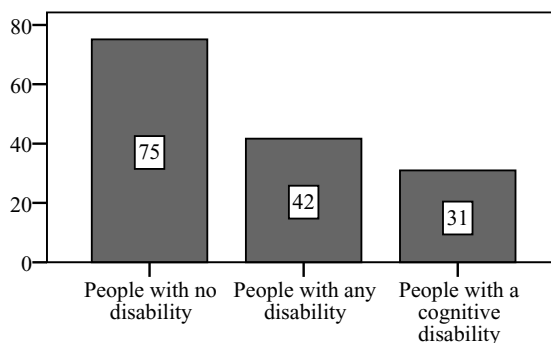 80
60
40
20
0
75
42
31
People with no
disability
People with any
disability
People with a
cognitive
disability